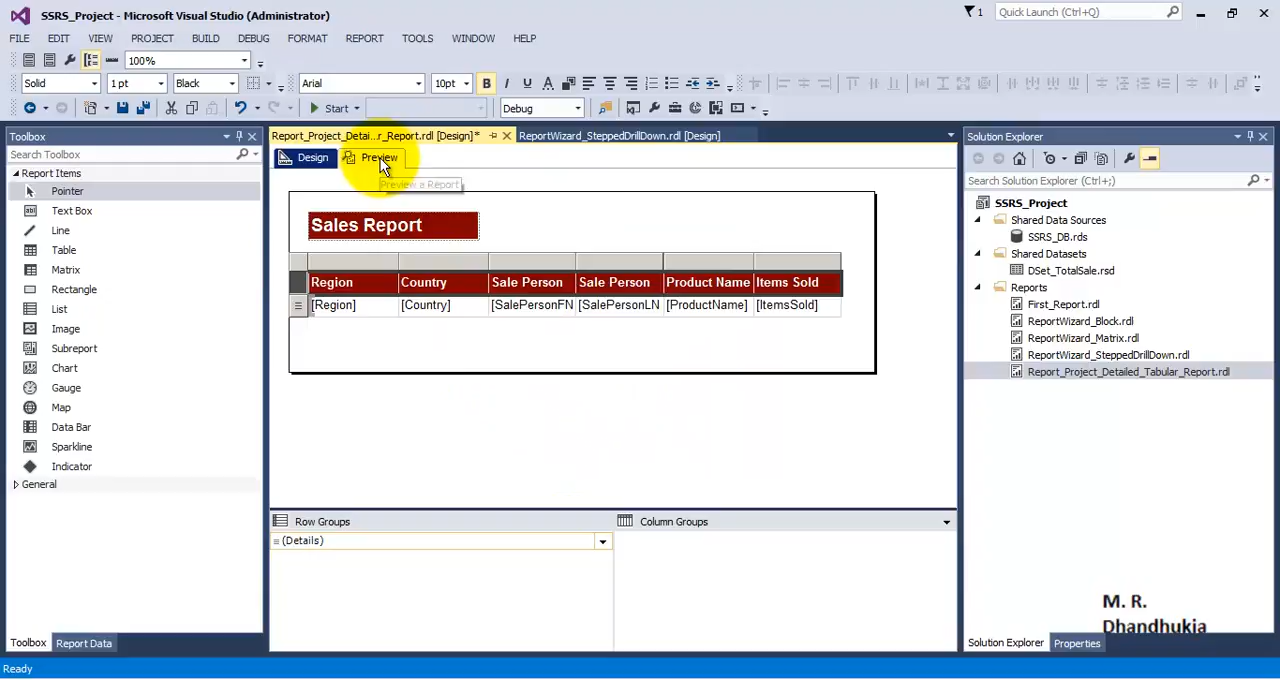 SSRS_Project - Microsoft Visual Studio (Administrator)
1
Quick Launch (Ctrl+Q)
FILE EDIT VIEW PROJECT BUILD DEBUG FORMAT REPORT TOOLS WINDOW HELP
100%
Solid 1 pt Black Arial 10pt B I U A
Start Debug
Toolbox
Report_Project_Detai...r_Report.rdl [Design]*
ReportWizard_SteppedDrillDown.rdl [Design]
Solution Explorer
Search Toolbox
Design
Preview
Preview a Report
Search Solution Explorer (Ctrl+;)
Report Items
Pointer
Text Box
Line
Table
Matrix
Rectangle
List
Image
Subreport
Chart
Gauge
Map
Data Bar
Sparkline
Indicator
General
Sales Report
Region Country Sale Person Sale Person Product Name Items Sold
[Region] [Country] [SalePersonFN [SalePersonLN [ProductName] [ItemsSold]
SSRS_Project
Shared Data Sources
SSRS_DB.rds
Shared Datasets
DSet_TotalSale.rsd
Reports
First_Report.rdl
ReportWizard_Block.rdl
ReportWizard_Matrix.rdl
ReportWizard_SteppedDrillDown.rdl
Report_Project_Detailed_Tabular_Report.rdl
Row Groups
Column Groups
(Details)
M. R.
Dhandhukia
Toolbox Report Data
Solution Explorer Properties
Ready